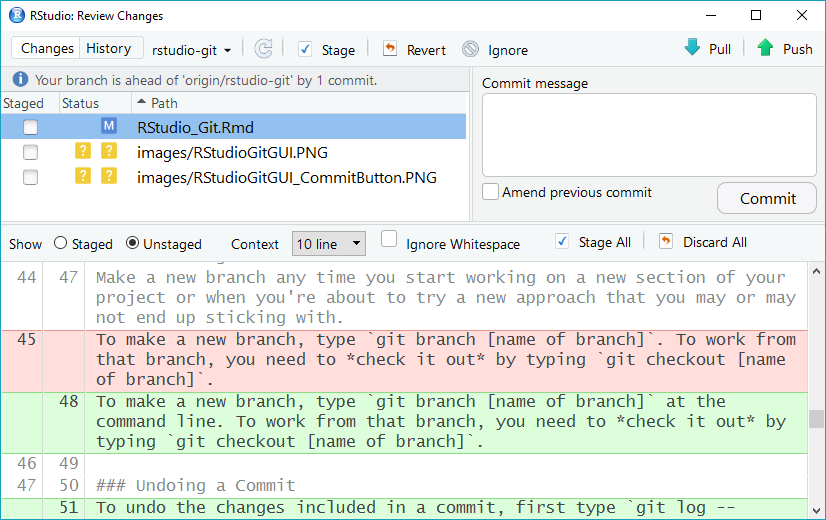 RStudio: Review Changes
Changes History rstudio-git Stage Revert Ignore Pull Push
Your branch is ahead of 'origin/rstudio-git' by 1 commit.
Staged Status Path
M RStudio_Git.Rmd
? ? images/RStudioGitGUI.PNG
? ? images/RStudioGitGUI_CommitButton.PNG
Commit message
Amend previous commit
Commit
Show Staged Unstaged Context 10 line Ignore Whitespace Stage All Discard All
44 47 Make a new branch any time you start working on a new section of your
project or when you're about to try a new approach that you may or may
not end up sticking with.
45 To make a new branch, type `git branch [name of branch]`. To work from
that branch, you need to *check it out* by typing `git checkout [name
of branch]`.
48 To make a new branch, type `git branch [name of branch]` at the
command line. To work from that branch, you need to *check it out* by
typing `git checkout [name of branch]`.
46 49
47 50 ### Undoing a Commit
51 To undo the changes included in a commit, first type `git log --